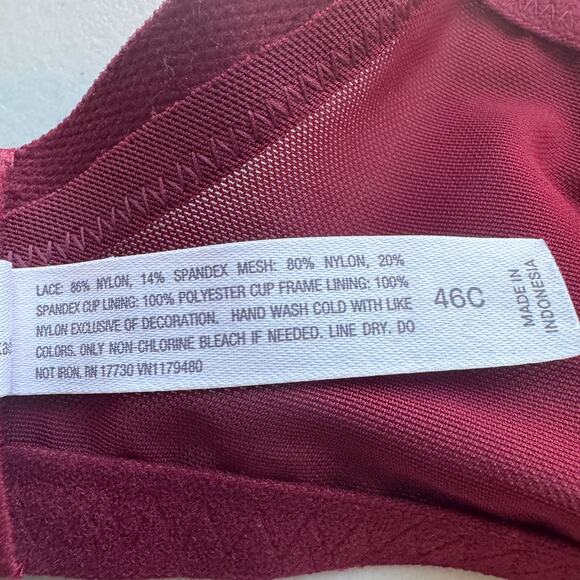 LACE: 86% NYLON, 14% SPANDEX MESH: 80% NYLON, 20%
SPANDEX CUP LINING: 100% POLYESTER CUP FRAME LINING: 100%
NYLON EXCLUSIVE OF DECORATION. HAND WASH COLD WITH LIKE
COLORS. ONLY NON-CHLORINE BLEACH IF NEEDED. LINE DRY. DO
NOT IRON. RN 17730 VN1179480
46C
MADE IN
INDONESIA